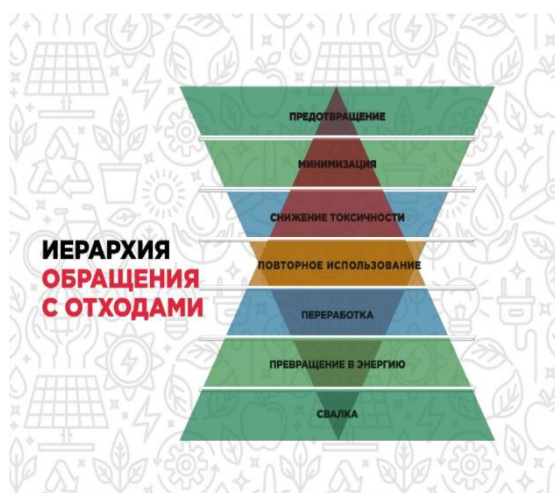 ПРЕДОТВРАЩЕНИЕ
МИНИМИЗАЦИЯ
СНИЖЕНИЕ ТОКСИЧНОСТИ
ИЕРАРХИЯ
ОБРАЩЕНИЯ
С ОТХОДАМИ
ПОВТОРНОЕ ИСПОЛЬЗОВАНИЕ
ПЕРЕРАБОТКА
ПРЕВРАЩЕНИЕ В ЭНЕРГИЮ
СВАЛКА